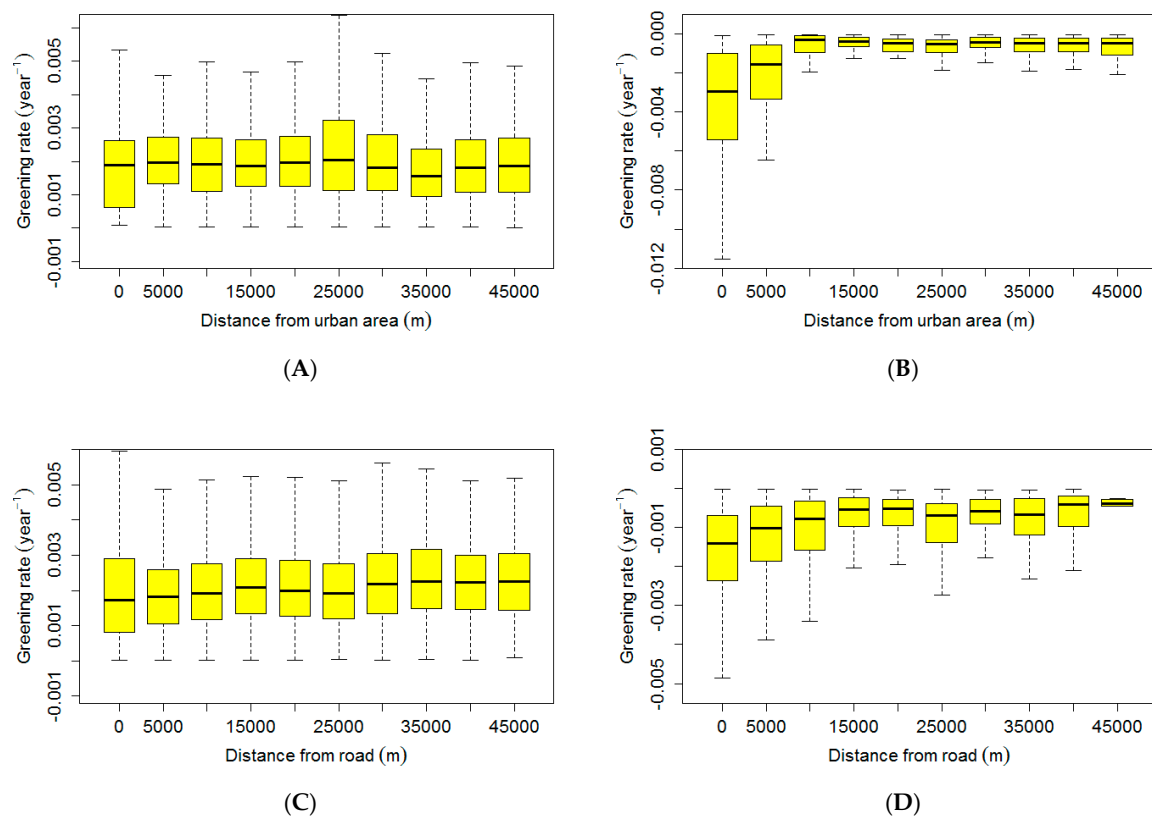 Greening rate (year⁻¹)
0.005
0.003
0.001
-0.001
0 5000 15000 25000 35000 45000
Distance from urban area (m)
(A)
Greening rate (year⁻¹)
0.000
-0.004
-0.008
-0.012
0 5000 15000 25000 35000 45000
Distance from urban area (m)
(B)
Greening rate (year⁻¹)
0.005
0.003
0.001
-0.001
0 5000 15000 25000 35000 45000
Distance from road (m)
(C)
Greening rate (year⁻¹)
0.001
-0.001
-0.003
-0.005
0 5000 15000 25000 35000 45000
Distance from road (m)
(D)